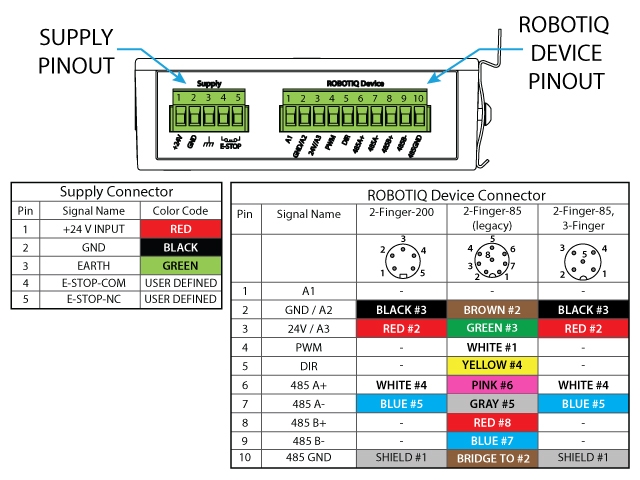 SUPPLY
PINOUT
ROBOTIQ
DEVICE
PINOUT
Supply
ROBOTIQ Device
1 2 3 4 5
1 2 3 4 5 6 7 8 9 10
+24V
GND
E-STOP
A1
GND/A2
24V/A3
PWM
DIR
485A+
485A-
485B+
485B-
485GND
Supply Connector
Pin Signal Name Color Code
1 +24 V INPUT RED
2 GND BLACK
3 EARTH GREEN
4 E-STOP-COM USER DEFINED
5 E-STOP-NC USER DEFINED
ROBOTIQ Device Connector
Pin Signal Name 2-Finger-200 2-Finger-85 (legacy) 2-Finger-85, 3-Finger
3
2 4
1 5
5
4 6
8
3 7
2 1
3
4 2
5 1
1 A1 - - -
2 GND / A2 BLACK #3 BROWN #2 BLACK #3
3 24V / A3 RED #2 GREEN #3 RED #2
4 PWM - WHITE #1 -
5 DIR - YELLOW #4 -
6 485 A+ WHITE #4 PINK #6 WHITE #4
7 485 A- BLUE #5 GRAY #5 BLUE #5
8 485 B+ - RED #8 -
9 485 B- - BLUE #7 -
10 485 GND SHIELD #1 BRIDGE TO #2 SHIELD #1